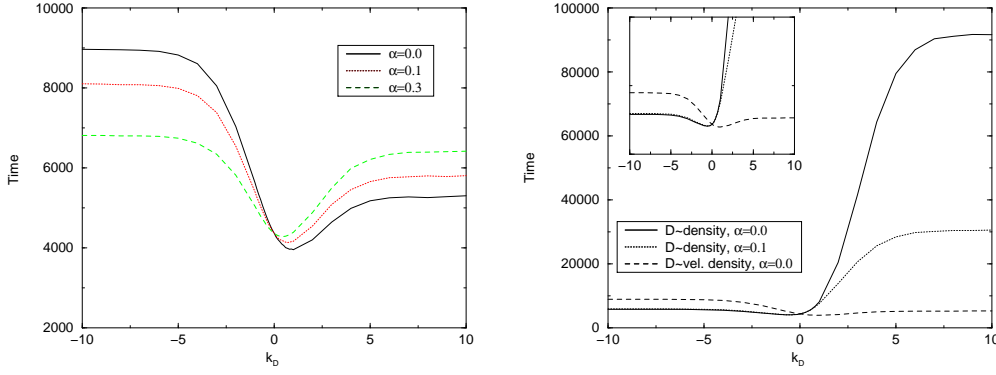 10000
8000
6000
4000
2000
Time
−10
−5
0
5
10
k_D
α=0.0
α=0.1
α=0.3
100000
80000
60000
40000
20000
0
Time
−10
−5
0
5
10
k_D
−10
−5
0
5
10
D~density, α=0.0
D~density, α=0.1
D~vel. density, α=0.0